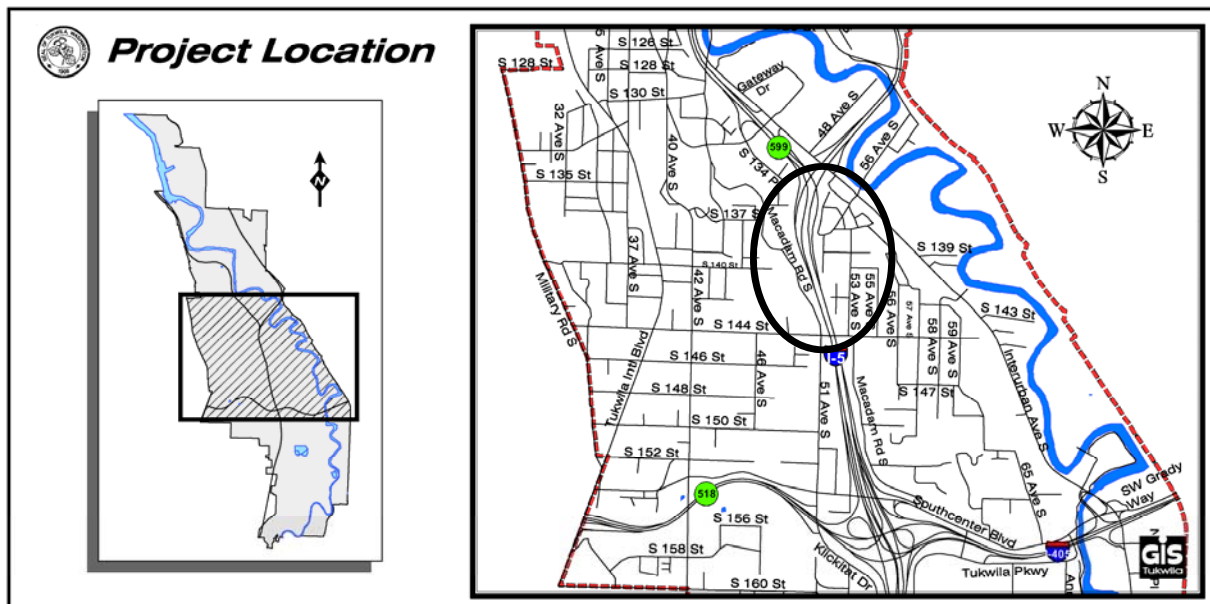 Project Location
SEAL OF TUKWILA, WASHINGTON
1908
N
S 126 St
S 128 St
S 128 St
S 130 St
Gateway
Dr
32 Ave S
40 Ave S
48 Ave S
56 Ave S
599
S 134 P
S 135 St
S 137 S
Macadam Rd S
S 139 St
S 140 St
37 Ave S
42 Ave S
Military Rd S
53 Ave S
55 Ave S
56 Ave S
57 Ave S
58 Ave S
59 Ave S
S 143 St
S 144 St
I-5
S 146 St
46 Ave S
S 147 St
S 148 St
Tukwila Intl Blvd
51 Ave S
Macadam Rd S
Interurban Ave S
S 150 St
S 152 St
65 Ave S
SW Grady
Way
518
S 156 St
Southcenter Blvd
S 158 St
Klickitat Dr
-405
Tukwila Pkwy
S 160 St
N
W E
S
GIS
Tukwila